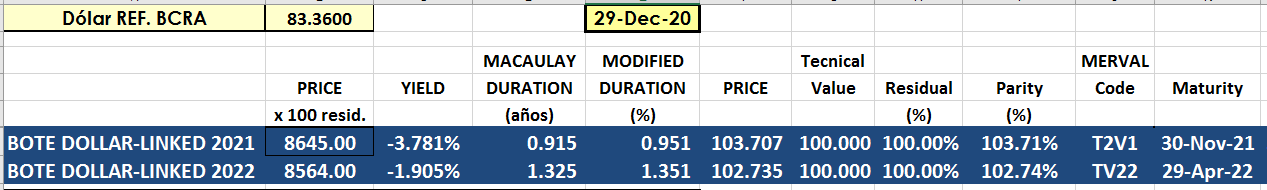 Dólar REF. BCRA 83.3600 29-Dec-20
MACAULAY MODIFIED Tecnical MERVAL
PRICE YIELD DURATION DURATION PRICE Value Residual Parity Code Maturity
x 100 resid. (años) (%) (%) (%)
BOTE DOLLAR-LINKED 2021 8645.00 -3.781% 0.915 0.951 103.707 100.000 100.00% 103.71% T2V1 30-Nov-21
BOTE DOLLAR-LINKED 2022 8564.00 -1.905% 1.325 1.351 102.735 100.000 100.00% 102.74% TV22 29-Apr-22